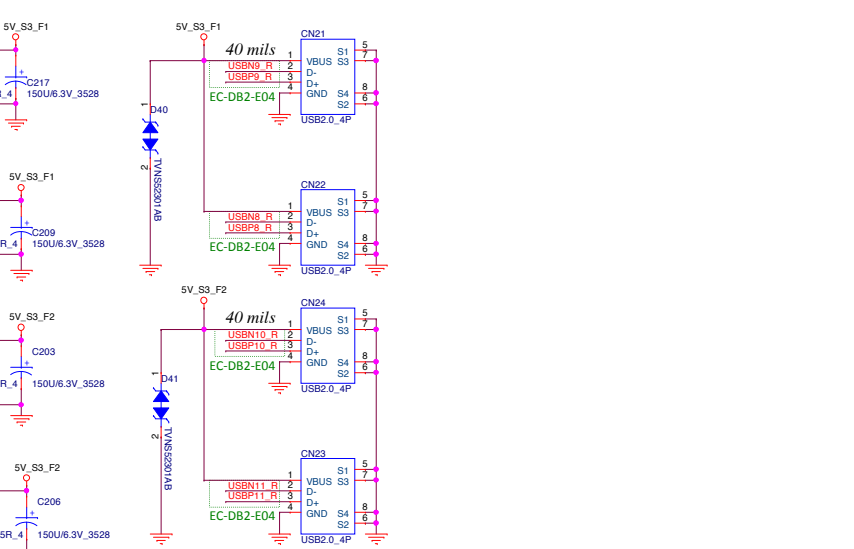 5V_S3_F1
C217
_4
150U/6.3V_3528
5V_S3_F1
40 mils
CN21
1
VBUS
USBN9_R
2
D-
USBP9_R
3
D+
4
GND
S1
5
S3
7
S4
8
S2
6
EC-DB2-E04
USB2.0_4P
1
D40
2
TVNS52301AB
5V_S3_F1
C209
R_4
150U/6.3V_3528
CN22
1
VBUS
USBN8_R
2
D-
USBP8_R
3
D+
4
GND
S1
5
S3
7
S4
8
S2
6
EC-DB2-E04
USB2.0_4P
5V_S3_F2
C203
R_4
150U/6.3V_3528
5V_S3_F2
40 mils
CN24
1
VBUS
USBN10_R
2
D-
USBP10_R
3
D+
4
GND
S1
5
S3
7
S4
8
S2
6
EC-DB2-E04
USB2.0_4P
1
D41
2
TVNS52301AB
5V_S3_F2
C206
5R_4
150U/6.3V_3528
CN23
1
VBUS
USBN11_R
2
D-
USBP11_R
3
D+
4
GND
S1
5
S3
7
S4
8
S2
6
EC-DB2-E04
USB2.0_4P